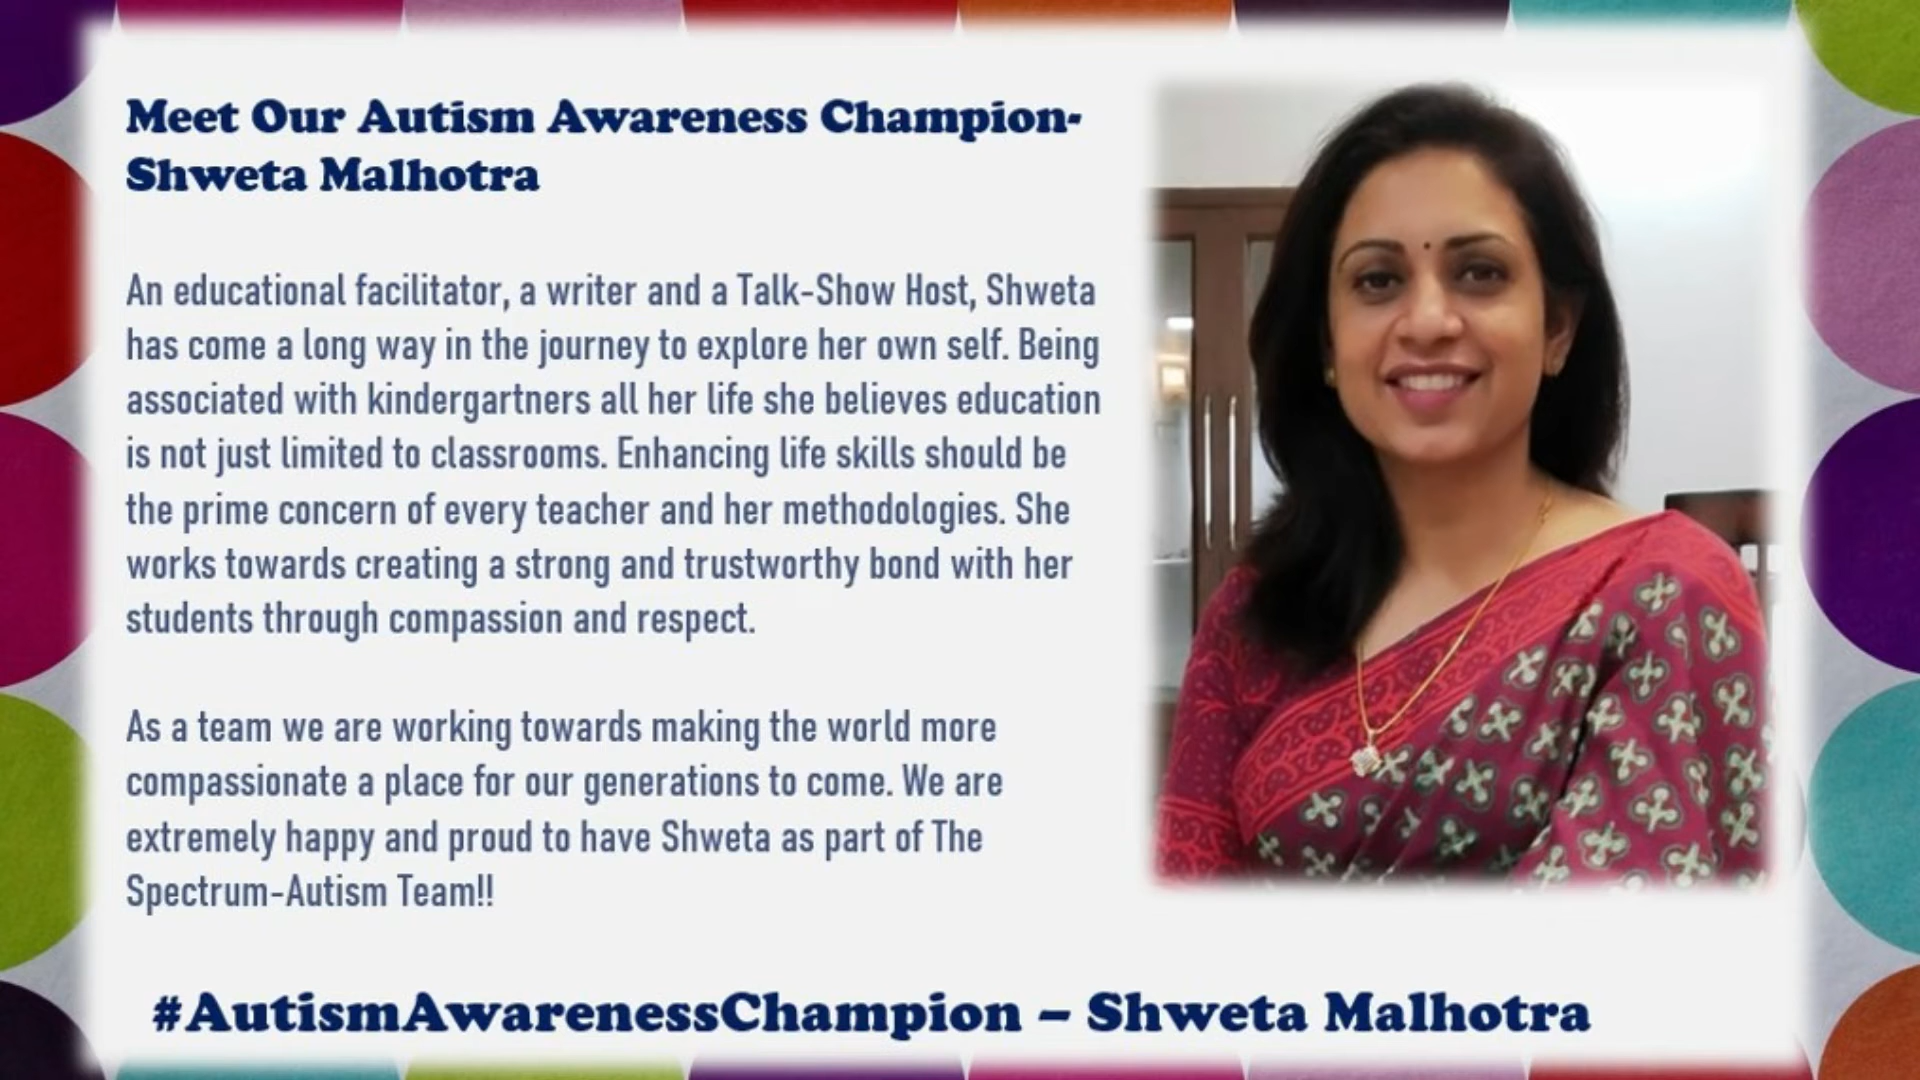 Meet Our Autism Awareness Champion-
Shweta Malhotra
An educational facilitator, a writer and a Talk-Show Host, Shweta
has come a long way in the journey to explore her own self. Being
associated with kindergartners all her life she believes education
is not just limited to classrooms. Enhancing life skills should be
the prime concern of every teacher and her methodologies. She
works towards creating a strong and trustworthy bond with her
students through compassion and respect.
As a team we are working towards making the world more
compassionate a place for our generations to come. We are
extremely happy and proud to have Shweta as part of The
Spectrum-Autism Team!!
#AutismAwarenessChampion – Shweta Malhotra